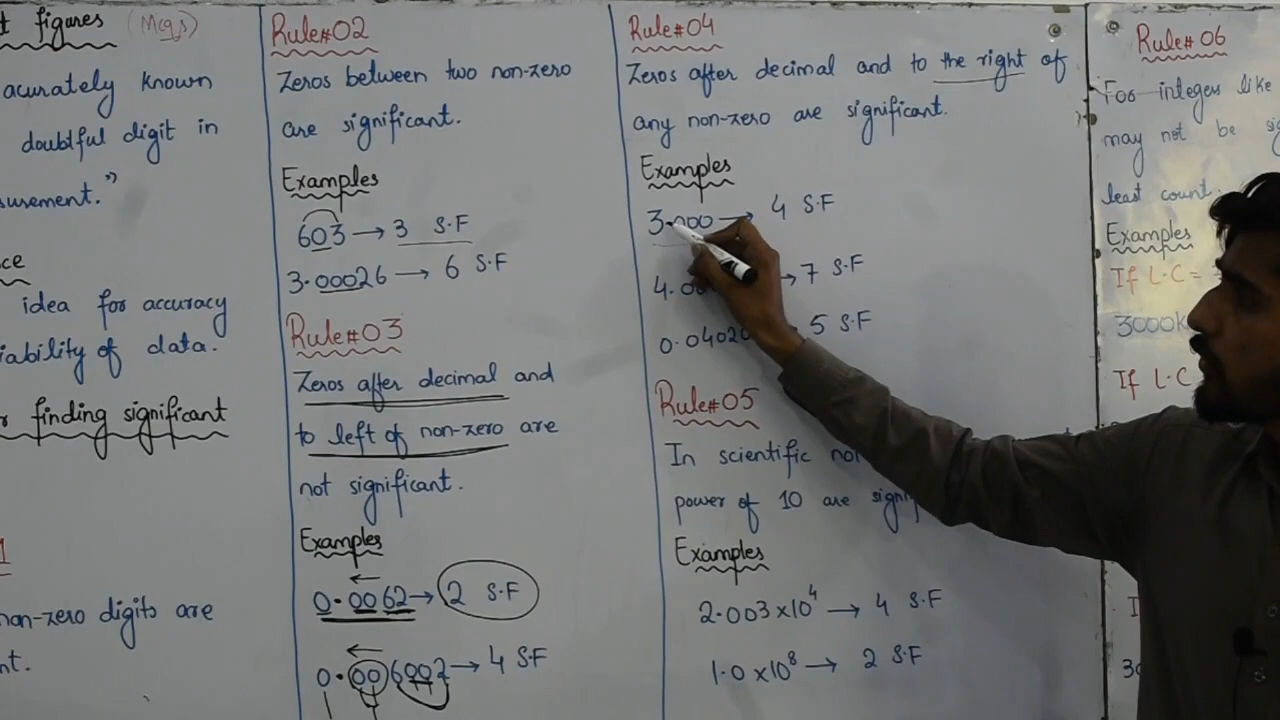 t figures (Mcqs)
acurately known
doubtful digit in
surement."
ce
idea for accuracy
iability of data.
r finding significant
1
non-zero digits are
nt.
Rule#02
Zeros between two non-zero
are significant.
Examples
603 → 3 S.F
3.00026 → 6 S.F
Rule#03
Zeros after decimal and
to left of non-zero are
not significant.
Examples
0.0062 → 2 S.F
0.006002 → 4 S.F
Rule#04
Zeros after decimal and to the right of
any non-zero are significant.
Examples
3.000 → 4 S.F
4.00 → 7 S.F
0.04020 5 S.F
Rule#05
In scientific not
power of 10 are signif
Examples
2.003 x 10⁴ → 4 S.F
1.0 x 10⁸ → 2 S.F
Rule# 06
For integers like
may not be sig
least count.
Examples
If L.C =
3000k
If L.C
30